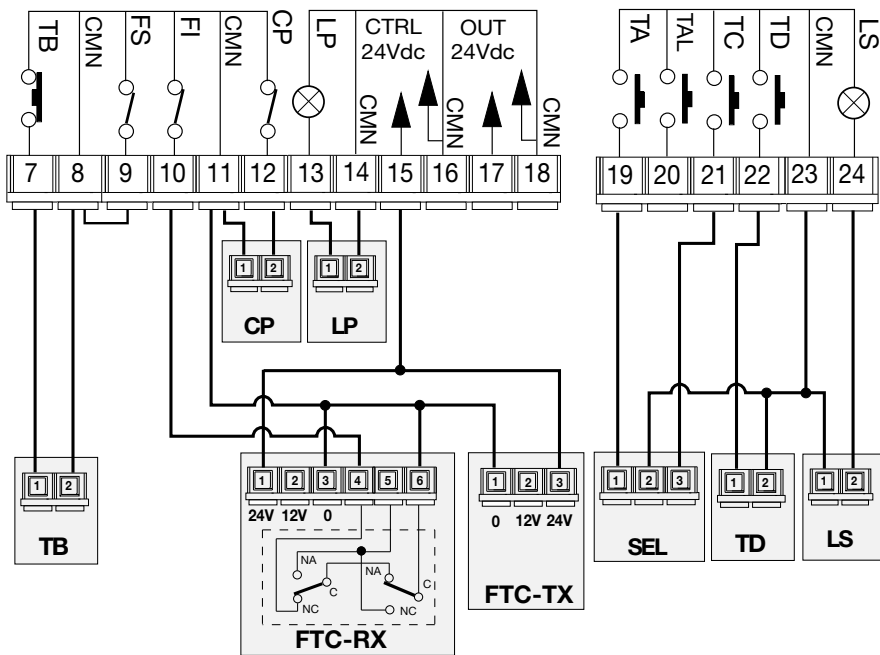 TB CMN FS FI CMN CP LP CTRL 24Vdc CMN OUT 24Vdc CMN CMN
7 8 9 10 11 12 13 14 15 16 17 18
TA TAL TC TD CMN LS
19 20 21 22 23 24
1 2
CP
1 2
LP
1 2
TB
1 2 3 4 5 6
24V 12V 0
NA
C
NC
NA
C
NC
FTC-RX
1 2 3
0 12V 24V
FTC-TX
1 2 3
SEL
1 2
TD
1 2
LS